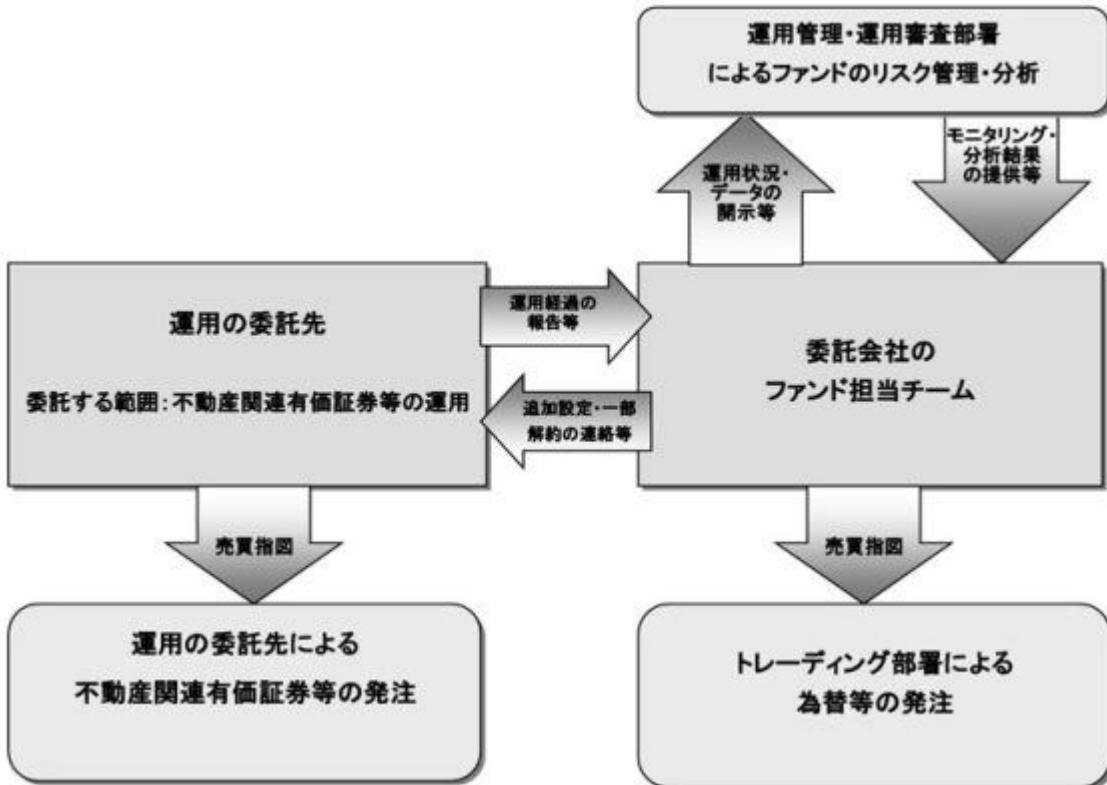 運用管理・運用審査部署
によるファンドのリスク管理・分析
運用状況・
データの
開示等
モニタリング・
分析結果
の提供等
運用の委託先
委託する範囲：不動産関連有価証券等の運用
運用経過の
報告等
追加設定・一部
解約の連絡等
委託会社の
ファンド担当チーム
売買指図
売買指図
運用の委託先による
不動産関連有価証券等の発注
トレーディング部署による
為替等の発注